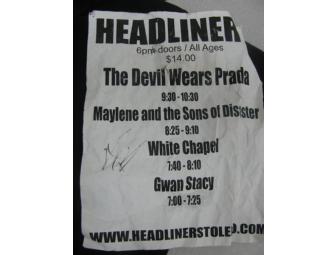 HEADLINER
6pm doors / All Ages
$14.00
The Devil Wears Prada
9:30 - 10:30
Maylene and the Sons of Disaster
8:25 - 9:10
White Chapel
7:40 - 8:10
Gwan Stacy
7:00 - 7:25
WWW.HEADLINERSTOLEDO.COM